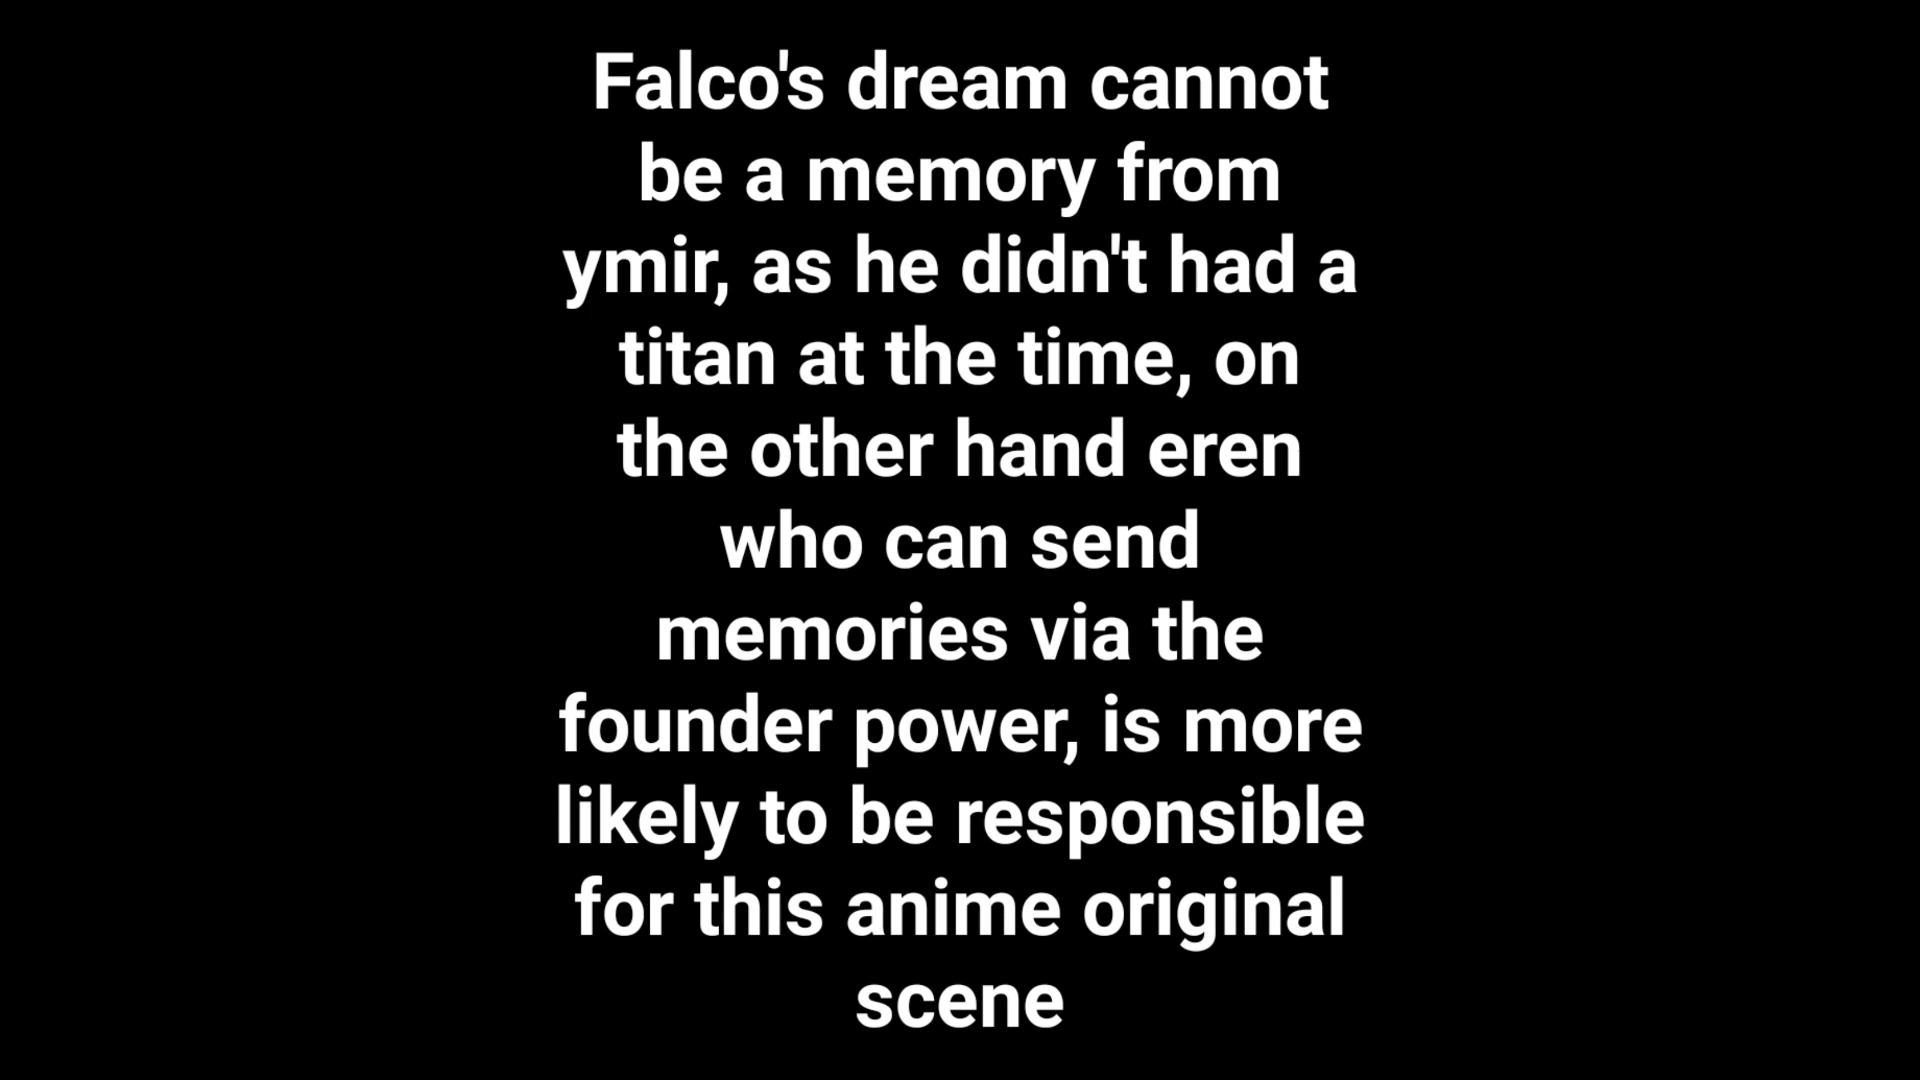 Falco's dream cannot
be a memory from
ymir, as he didn't had a
titan at the time, on
the other hand eren
who can send
memories via the
founder power, is more
likely to be responsible
for this anime original
scene